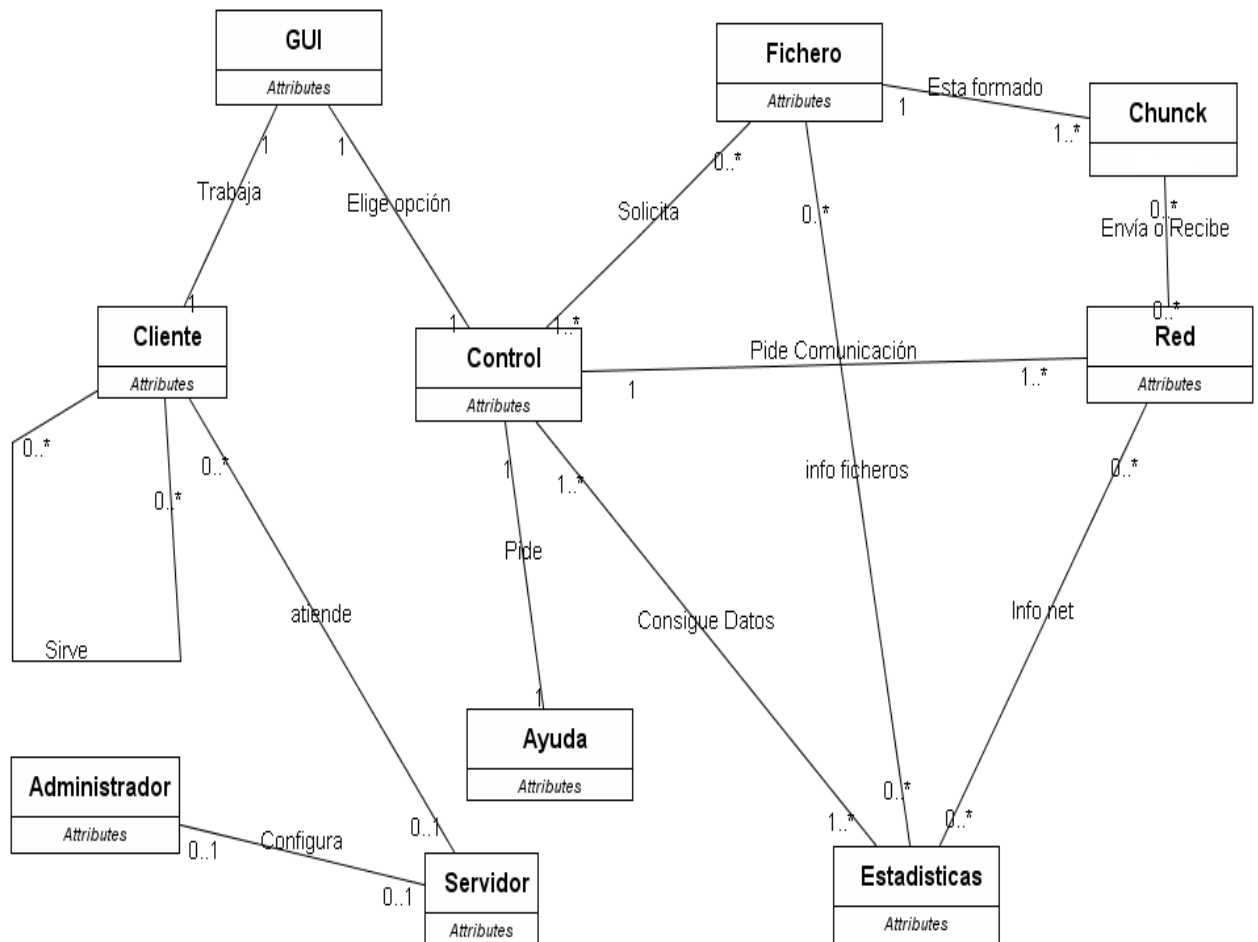 GUI
Attributes
Fichero
Attributes
Esta formado
1
1..*
Chunck
1
1
Trabaja
Elige opción
0..*
Solicita
0..*
0..*
Envía o Recibe
1
Cliente
Attributes
1
1..*
Control
Attributes
Pide Comunicación
1
1..*
0..*
Red
Attributes
0..*
0..*
0..*
1
1..*
info ficheros
0..*
Pide
atiende
Consigue Datos
Info net
Sirve
1
Ayuda
Attributes
Administrador
Attributes
0..1
Configura
0..1
0..1
Servidor
Attributes
0..*
1..*
0..*
Estadisticas
Attributes